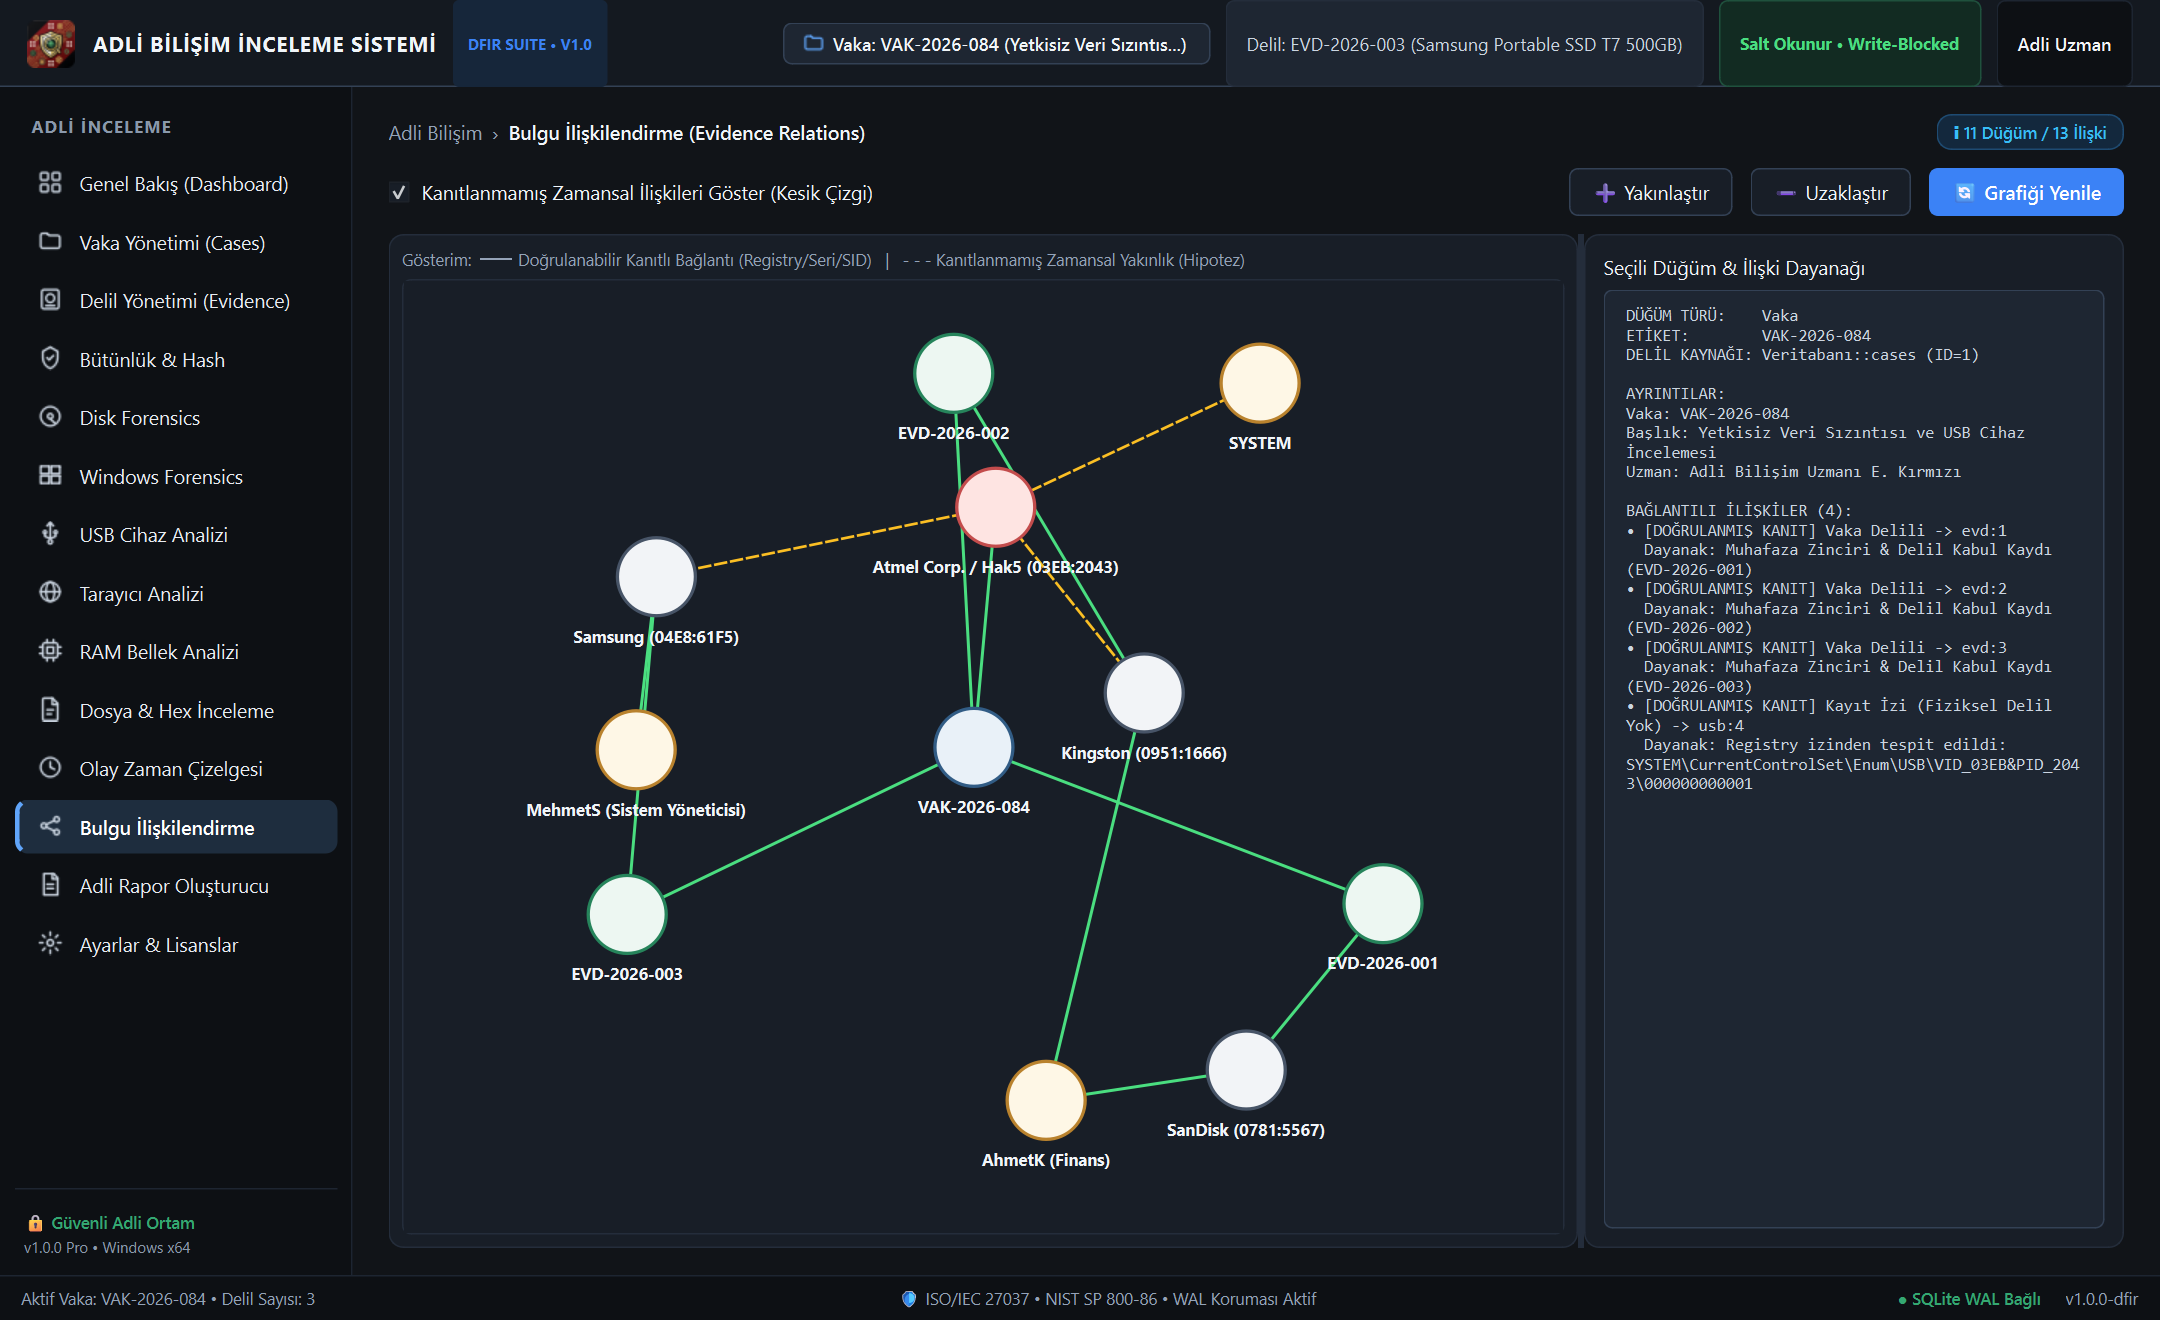 ADLİ BİLİŞİM İNCELEME SİSTEMİ
DFIR SUITE • V1.0
Vaka: VAK-2026-084 (Yetkisiz Veri Sızıntıs...)
Delil: EVD-2026-003 (Samsung Portable SSD T7 500GB)
Salt Okunur • Write-Blocked
Adli Uzman
ADLİ İNCELEME
Genel Bakış (Dashboard)
Vaka Yönetimi (Cases)
Delil Yönetimi (Evidence)
Bütünlük & Hash
Disk Forensics
Windows Forensics
USB Cihaz Analizi
Tarayıcı Analizi
RAM Bellek Analizi
Dosya & Hex İnceleme
Olay Zaman Çizelgesi
Bulgu İlişkilendirme
Adli Rapor Oluşturucu
Ayarlar & Lisanslar
Güvenli Adli Ortam
v1.0.0 Pro • Windows x64
Adli Bilişim › Bulgu İlişkilendirme (Evidence Relations)
ℹ 11 Düğüm / 13 İlişki
Kanıtlanmamış Zamansal İlişkileri Göster (Kesik Çizgi)
Yakınlaştır
Uzaklaştır
Grafiği Yenile
Gösterim: —— Doğrulanabilir Kanıtlı Bağlantı (Registry/Seri/SID) | - - - Kanıtlanmamış Zamansal Yakınlık (Hipotez)
EVD-2026-002
SYSTEM
Atmel Corp. / Hak5 (03EB:2043)
Samsung (04E8:61F5)
Kingston (0951:1666)
MehmetS (Sistem Yöneticisi)
VAK-2026-084
EVD-2026-003
EVD-2026-001
SanDisk (0781:5567)
AhmetK (Finans)
Seçili Düğüm & İlişki Dayanağı
DÜĞÜM TÜRÜ: Vaka
ETİKET: VAK-2026-084
DELİL KAYNAĞI: Veritabanı::cases (ID=1)
AYRINTILAR:
Vaka: VAK-2026-084
Başlık: Yetkisiz Veri Sızıntısı ve USB Cihaz
İncelemesi
Uzman: Adli Bilişim Uzmanı E. Kırmızı
BAĞLANTILI İLİŞKİLER (4):
• [DOĞRULANMIŞ KANIT] Vaka Delili -> evd:1
Dayanak: Muhafaza Zinciri & Delil Kabul Kaydı
(EVD-2026-001)
• [DOĞRULANMIŞ KANIT] Vaka Delili -> evd:2
Dayanak: Muhafaza Zinciri & Delil Kabul Kaydı
(EVD-2026-002)
• [DOĞRULANMIŞ KANIT] Vaka Delili -> evd:3
Dayanak: Muhafaza Zinciri & Delil Kabul Kaydı
(EVD-2026-003)
• [DOĞRULANMIŞ KANIT] Kayıt İzi (Fiziksel Delil
Yok) -> usb:4
Dayanak: Registry izinden tespit edildi:
SYSTEM\CurrentControlSet\Enum\USB\VID_03EB&PID_204
3\000000000001
Aktif Vaka: VAK-2026-084 • Delil Sayısı: 3
ISO/IEC 27037 • NIST SP 800-86 • WAL Koruması Aktif
● SQLite WAL Bağlı
v1.0.0-dfir